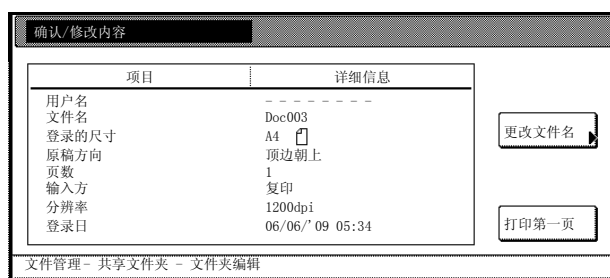 确认/修改内容
项目 详细信息
用户名 - - - - - - - -
文件名 Doc003
登录的尺寸 A4
原稿方向 顶边朝上
页数 1
输入方 复印
分辨率 1200dpi
登录日 06/06/'09 05:34
更改文件名
打印第一页
文件管理- 共享文件夹 - 文件夹编辑